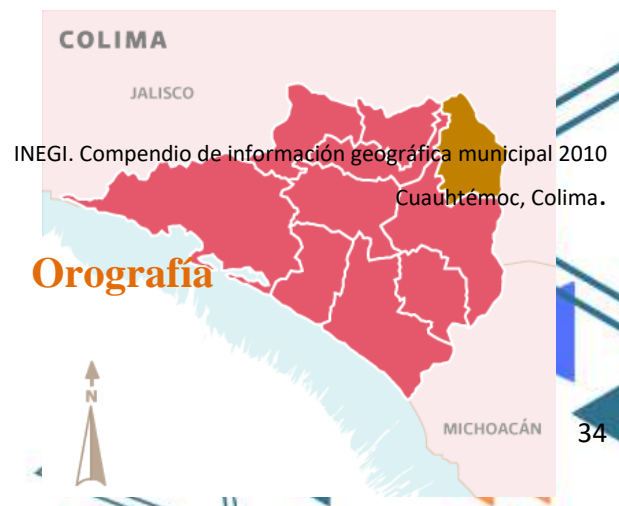 COLIMA
JALISCO
INEGI. Compendio de información geográfica municipal 2010
Cuauhtémoc, Colima.
Orografía
N
MICHOACÁN
34